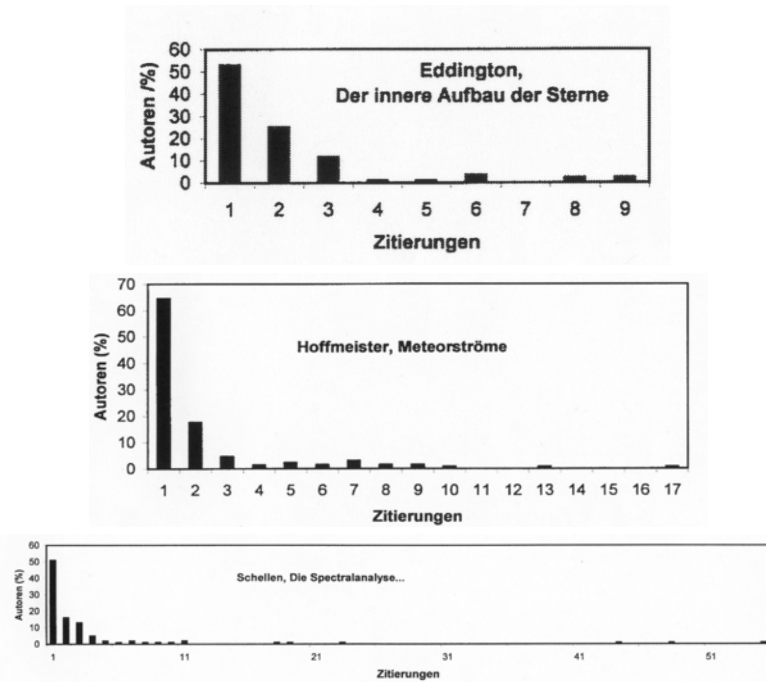 60
50
40
30
20
10
0
Autoren /%)
Eddington,
Der innere Aufbau der Sterne
1 2 3 4 5 6 7 8 9
Zitierungen
70
60
50
40
30
20
10
0
Autoren (%)
Hoffmeister, Meteorströme
1 2 3 4 5 6 7 8 9 10 11 12 13 14 15 16 17
Zitierungen
60
50
40
30
20
10
0
Autoren (%)
Schellen, Die Spectralanalyse...
1 11 21 31 41 51
Zitierungen